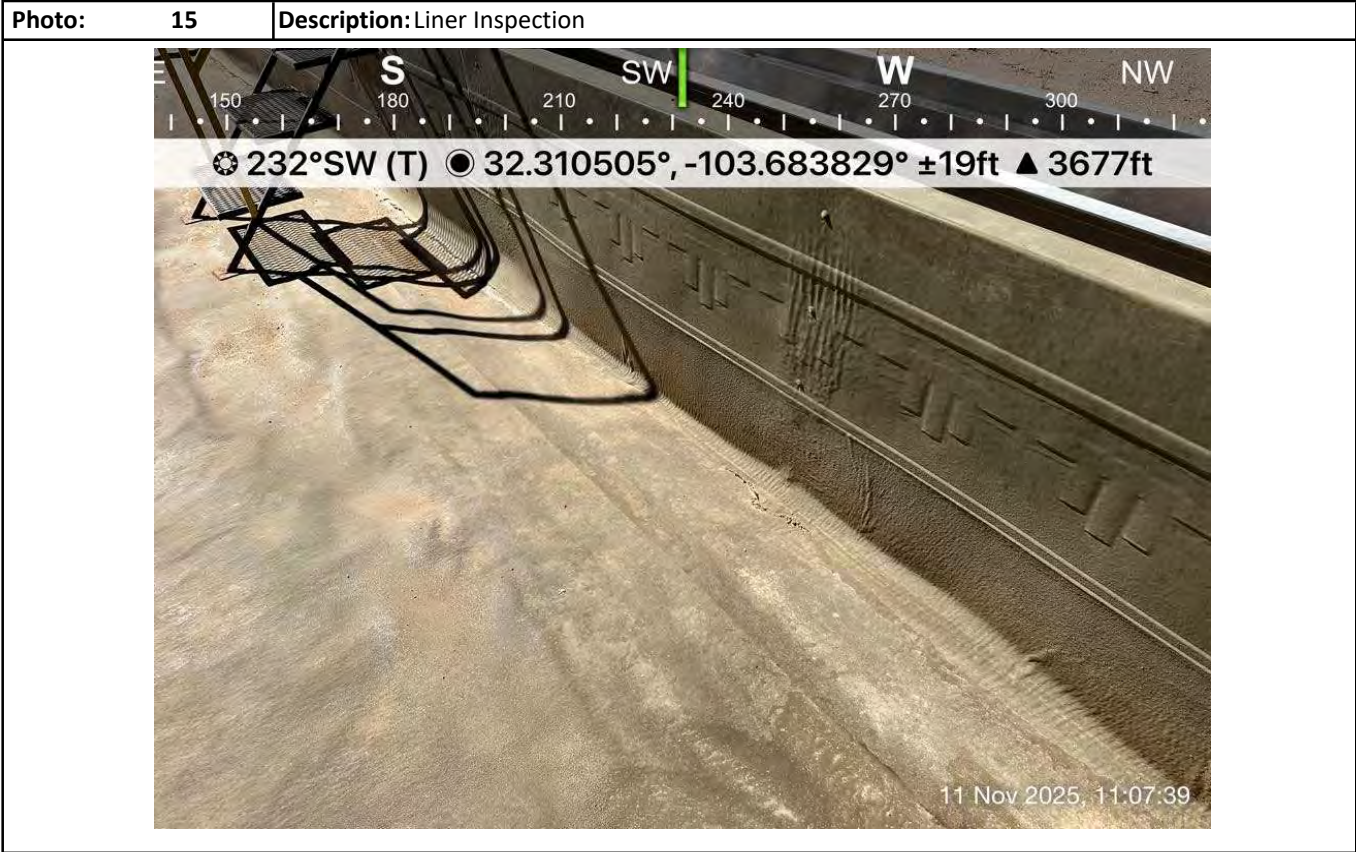 Photo: 15 Description: Liner Inspection
E S SW W NW
150 180 210 240 270 300
232°SW (T) 32.310505°, -103.683829° ±19ft ▲ 3677ft
11 Nov 2025, 11:07:39